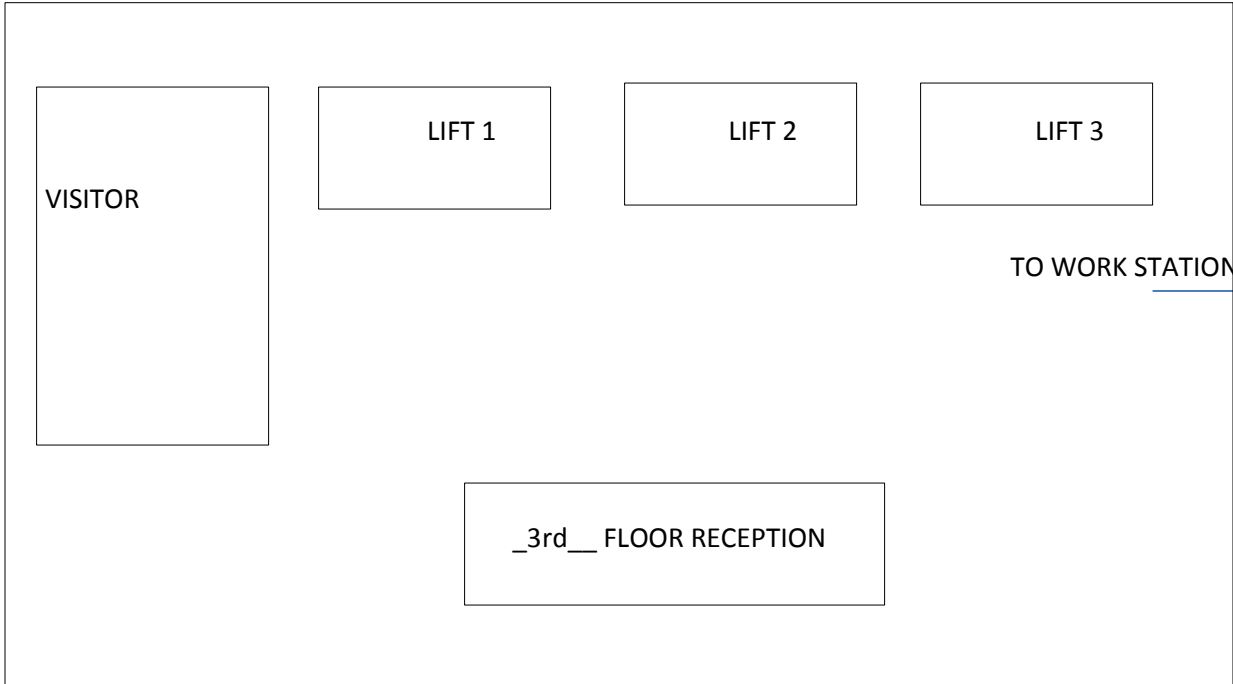 LIFT 1
LIFT 2
LIFT 3
VISITOR
TO WORK STATION
_3rd__ FLOOR RECEPTION